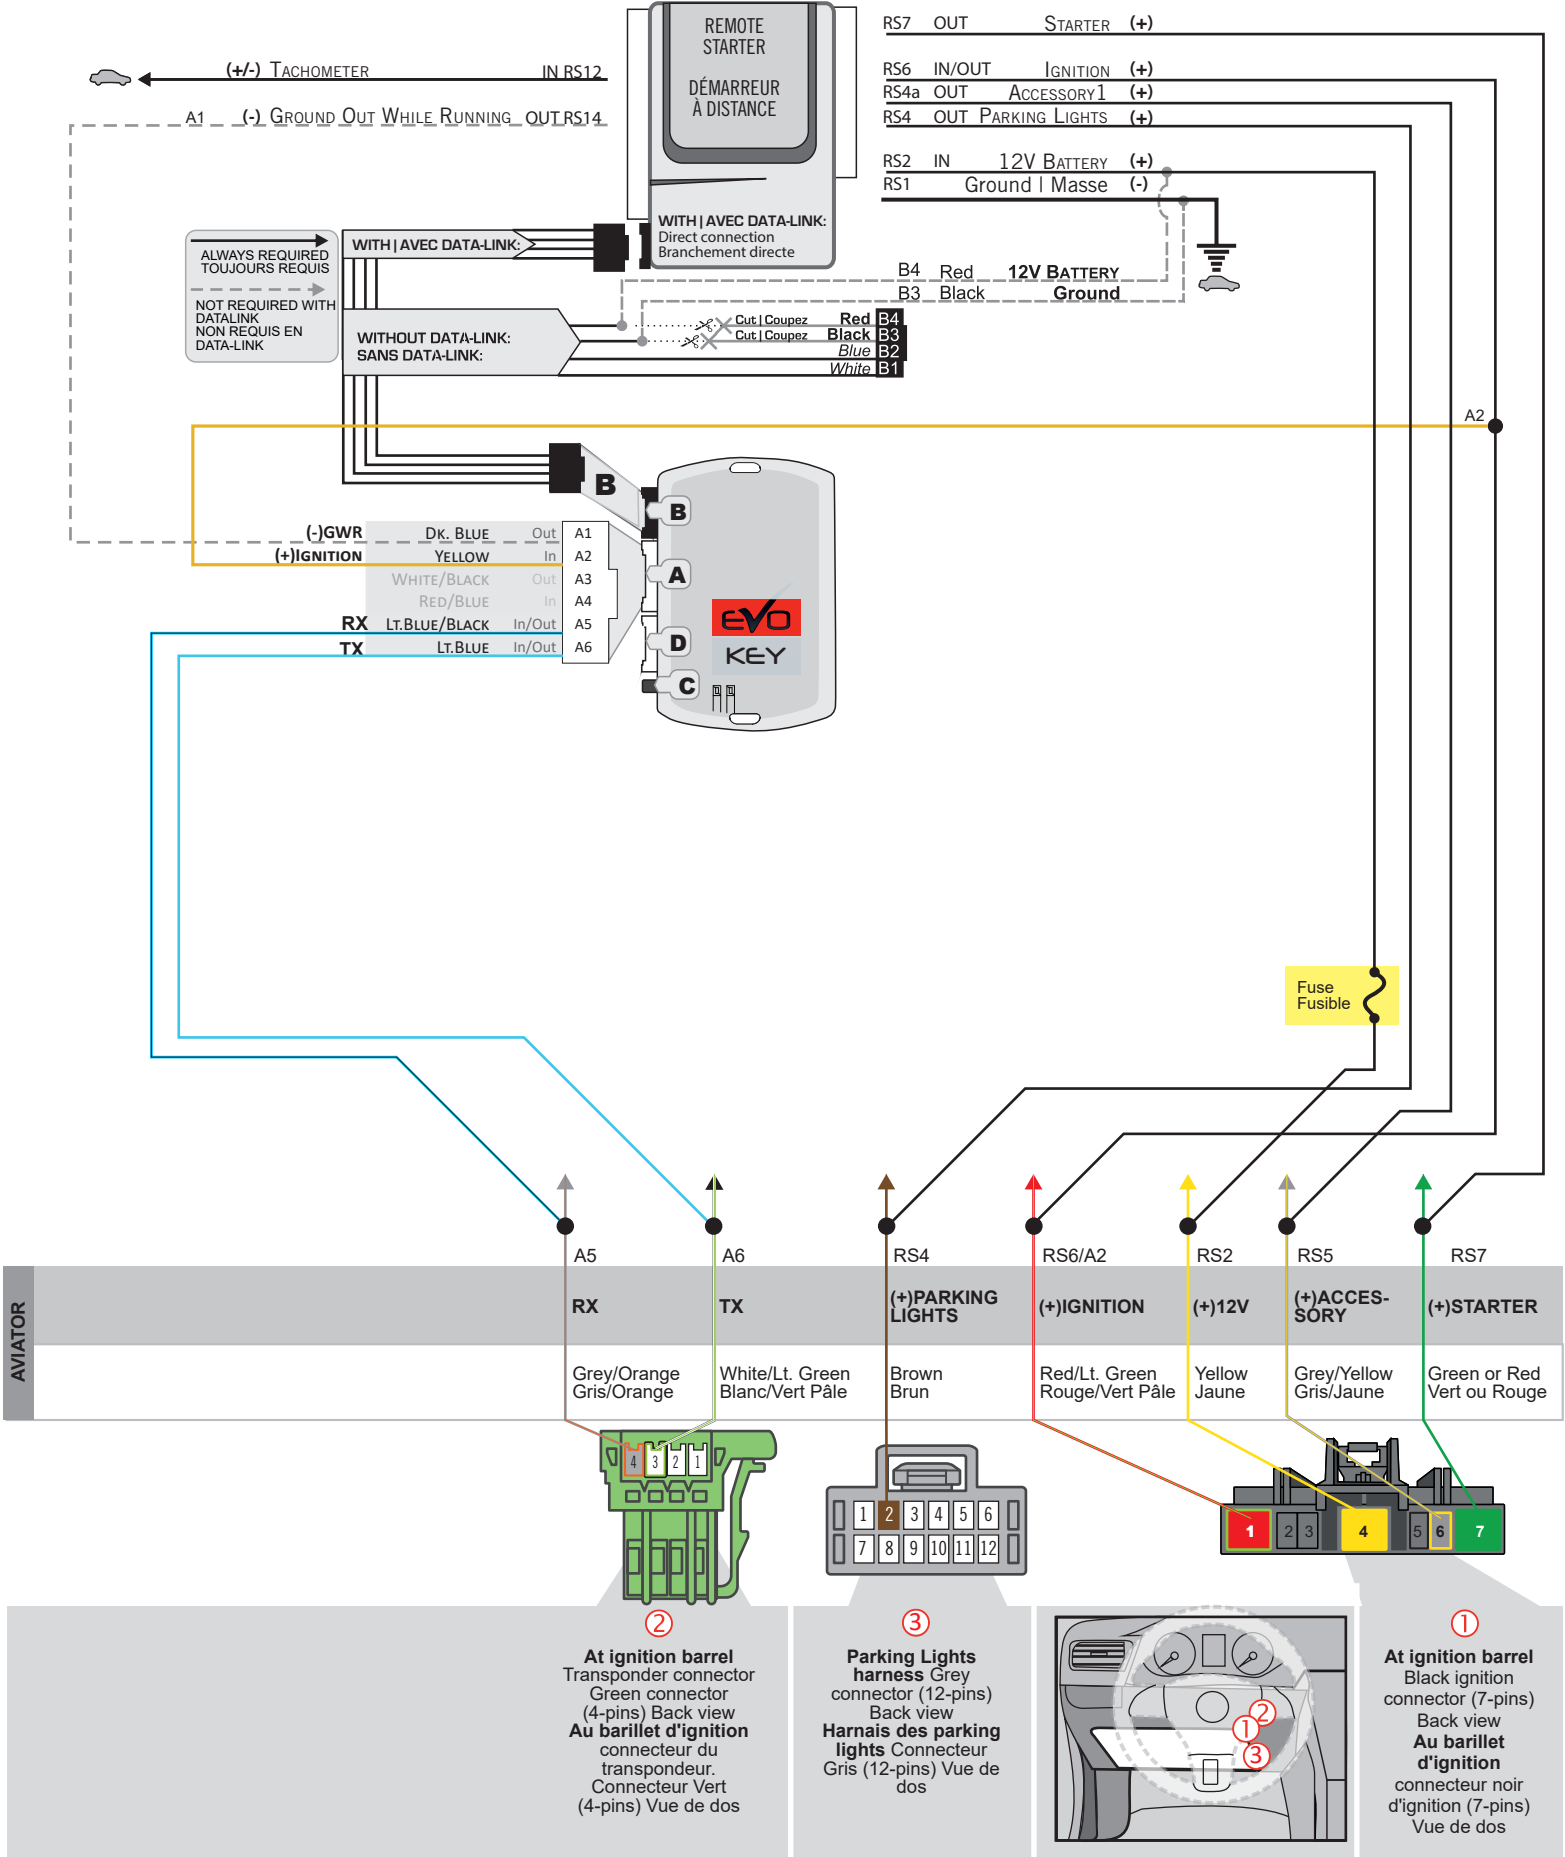 REMOTE
STARTER
DÉMARREUR
À DISTANCE
WITH | AVEC DATA-LINK:
Direct connection
Branchement directe
(+/-) TACHOMETER IN RS12
A1 (-) GROUND OUT WHILE RUNNING OUT RS14
RS7 OUT STARTER (+)
RS6 IN/OUT IGNITION (+)
RS4a OUT ACCESSORY1 (+)
RS4 OUT PARKING LIGHTS (+)
RS2 IN 12V BATTERY (+)
RS1 Ground | Masse (-)
ALWAYS REQUIRED
TOUJOURS REQUIS
NOT REQUIRED WITH
DATALINK
NON REQUIS EN
DATA-LINK
WITH | AVEC DATA-LINK:
WITHOUT DATA-LINK:
SANS DATA-LINK:
B4 Red 12V BATTERY
B3 Black Ground
Cut | Coupez Red B4
Cut | Coupez Black B3
Blue B2
White B1
A2
B
B
A
D
C
EVO
KEY
(-)GWR DK. BLUE Out A1
(+)IGNITION YELLOW In A2
WHITE/BLACK Out A3
RED/BLUE In A4
RX LT.BLUE/BLACK In/Out A5
TX LT.BLUE In/Out A6
Fuse
Fusible
A5 A6 RS4 RS6/A2 RS2 RS5 RS7
AVIATOR
RX
TX
(+)PARKING
LIGHTS
(+)IGNITION
(+)12V
(+)ACCES-
SORY
(+)STARTER
Grey/Orange
Gris/Orange
White/Lt. Green
Blanc/Vert Pâle
Brown
Brun
Red/Lt. Green
Rouge/Vert Pâle
Yellow
Jaune
Grey/Yellow
Gris/Jaune
Green or Red
Vert ou Rouge
4 3 2 1
1 2 3 4 5 6
7 8 9 10 11 12
1 2 3 4 5 6 7
2
At ignition barrel
Transponder connector
Green connector
(4-pins) Back view
Au barillet d'ignition
connecteur du
transpondeur.
Connecteur Vert
(4-pins) Vue de dos
3
Parking Lights
harness Grey
connector (12-pins)
Back view
Harnais des parking
lights Connecteur
Gris (12-pins) Vue de
dos
2
1
3
1
At ignition barrel
Black ignition
connector (7-pins)
Back view
Au barillet
d'ignition
connecteur noir
d'ignition (7-pins)
Vue de dos